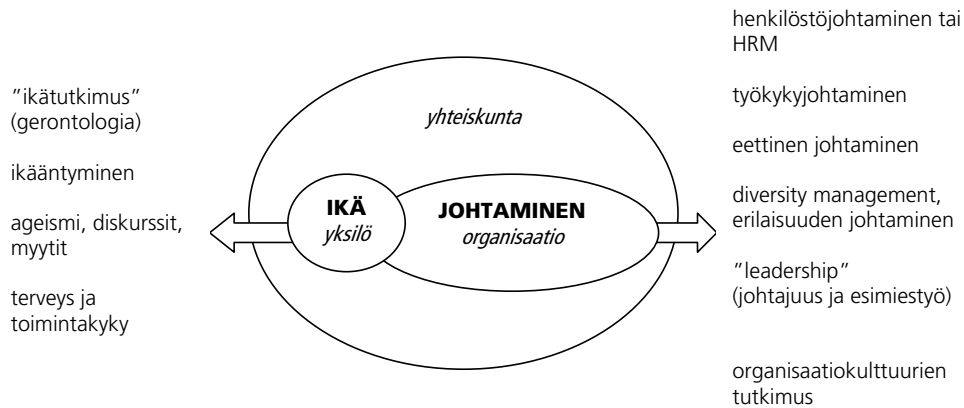 ”ikätutkimus”
(gerontologia)
ikääntyminen
ageismi, diskurssit,
myytit
terveys ja
toimintakyky
yhteiskunta
IKÄ
yksilö
JOHTAMINEN
organisaatio
henkilöstöjohtaminen tai
HRM
työkykyjohtaminen
eettinen johtaminen
diversity management,
erilaisuuden johtaminen
”leadership”
(johtajuus ja esimiestyö)
organisaatiokulttuurien
tutkimus